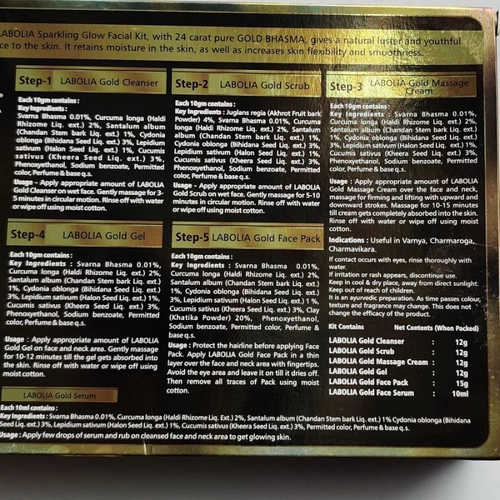 LABOLIA Sparkling Glow Facial Kit, with 24 carat pure GOLD BHASMA, gives a natural luster and youthful
ce to the skin. It retains moisture in the skin, as well as increases skin flexibility and smoothness.
Step-1 LABOLIA Gold Cleanser
Each 10gm contains :
Key Ingredients :
Svarna Bhasma 0.01%, Curcuma longa (Haldi
Rhizome Liq. ext.) 2%, Santalum album
(Chandan Stem bark Liq. ext.) 1%, Cydonia
oblonga (Bihidana Seed Liq. ext.) 3%, Lepidium
sativum (Halon Seed Liq. ext.) 1%, Cucumis
sativus (Kheera Seed Liq. ext.) 3%,
Phenoxyethanol, Sodium benzoate, Permitted
color, Perfume & base q.s.
Usage - Apply appropriate amount of LABOLIA
Gold Cleanser on wet face. Gently massage for 3-
5 minutes in circular motion. Rinse off with water
or wipe off using moist cotton.
Step-2 LABOLIA Gold Scrub
Each 10gm contains :
Key Ingredients : Juglans regia (Akhrot Fruit bark
Powder) 4%, Svarna Bhasma 0.01%, Curcuma
longa (Haldi Rhizome Liq. ext.) 2%, Santalum
album (Chandan Stem bark Liq. ext.) 1%, Cydonia
oblonga (Bihidana Seed Liq. ext.) 3%,
Lepidium sativum (Halon Seed Liq. ext.) 1%,
Cucumis sativus (Kheera Seed Liq. ext.) 3%,
Phenoxyethanol, Sodium benzoate, Permitted
color, Perfume & base q.s.
Usage : Apply appropriate amount of LABOLIA
Gold Scrub on wet face. Gently massage for 5-10
minutes in circular motion. Rinse off with water
or wipe off using moist cotton.
Step-3 LABOLIA Gold Massage
Cream
Each 10gm contains :
Key Ingredients : Svarna Bhasma 0.01%,
Curcuma longa (Haldi Rhizome Liq. ext.) 2%,
Santalum album (Chandan Stem bark Liq. ext.)
1%, Cydonia oblonga (Bihidana Seed Liq. ext.)
3%, Lepidium sativum (Halon Seed Liq. ext.) 1%,
Cucumis sativus (Kheera Seed Liq. ext.) 3%,
Phenoxyethanol, Sodium benzoate, Permitted
color, Perfume & base q.s.
Usage : Apply appropriate amount of LABOLIA
Gold Massage Cream over the face and neck,
massage for firming and lifting with upward and
downward strokes. Massage for 10-15 minutes
till cream gets completely absorbed into the skin.
Rinse off with water or wipe off using moist
cotton.
Indications : Useful in Varnya, Charmaroga,
Charmavikara.
If contact occurs with eyes, rinse thoroughly with
water.
If irritation or rash appears, discontinue use.
Keep in cool & dry place, away from direct sunlight.
Keep out of reach of children.
It is an ayurvedic preparation. As time passes colour,
texture and fragrance may change. This does not
change the efficacy of the product.
Kit Contains Net Contents (When Packed)
LABOLIA Gold Cleanser : 12g
LABOLIA Gold Scrub : 12g
LABOLIA Gold Massage Cream : 12g
LABOLIA Gold Gel : 12g
LABOLIA Gold Face Pack : 15g
LABOLIA Gold Face Serum : 10ml
Step-4 LABOLIA Gold Gel
Each 10gm contains :
Key Ingredients : Svarna Bhasma 0.01%,
Curcuma longa (Haldi Rhizome Liq. ext.) 2%,
Santalum album (Chandan Stem bark Liq. ext.)
1%, Cydonia oblonga (Bihidana Seed Liq. ext.)
3%, Lepidium sativum (Halon Seed Liq. ext.) 1%,
Cucumis sativus (Kheera Seed Liq. ext.) 3%,
Phenoxyethanol, Sodium benzoate, Permitted
color, Perfume & base q.s.
Usage : Apply appropriate amount of LABOLIA
Gold Gel on face and neck area. Gently massage
for 10-12 minutes till the gel gets absorbed into
the skin. Rinse off with water or wipe off using
moist cotton.
Step-5 LABOLIA Gold Face Pack
Each 10gm contains :
Key Ingredients : Svarna Bhasma 0.01%,
Curcuma longa (Haldi Rhizome Liq. ext.) 2%,
Santalum album (Chandan Stem bark Liq. ext.)
1%, Cydonia oblonga (Bihidana Seed Liq. ext.)
3%, Lepidium sativum (Halon Seed Liq. ext.) 1%,
Cucumis sativus (Kheera Seed Liq. ext.) 3%, Clay
(Khatika Powder) 20%, Phenoxyethanol,
Sodium benzoate, Permitted color, Perfume &
base q.s.
Usage : Protect the hairline before applying Face
Pack. Apply LABOLIA Gold Face Pack in a thin
layer over the face and neck area with fingertips.
Avoid the eye area and leave it on till it dries off.
Then remove all traces of Pack using moist
cotton.
LABOLIA Gold Serum
Each 10ml contains :
Key Ingredients : Svarna Bhasma 0.01%, Curcuma longa (Haldi Rhizome Liq. ext.) 2%, Santalum album (Chandan Stem bark Liq. ext.) 1% Cydonia oblonga (Bihidana
Seed Liq. ext.) 3%, Lepidium sativum (Halon Seed Liq. ext.) 1%, Cucumis sativus (Kheera Seed Liq. ext.) 3%, Phenoxyethanol, Sodium benzoate, Perfume & base q.s.
Usage : Apply few drops of serum and rub on cleansed face and neck area to get glowing skin.